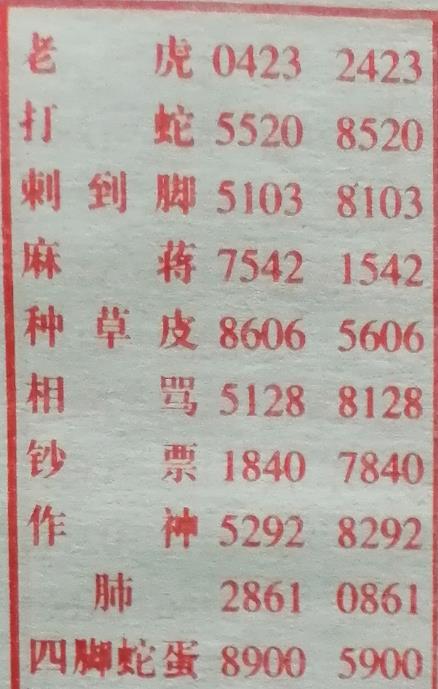 老虎 0423 2423
打蛇 5520 8520
刺到脚 5103 8103
麻蒋 7542 1542
种草皮 8606 5606
相骂 5128 8128
钞票 1840 7840
作神 5292 8292
肺 2861 0861
四脚蛇蛋 8900 5900